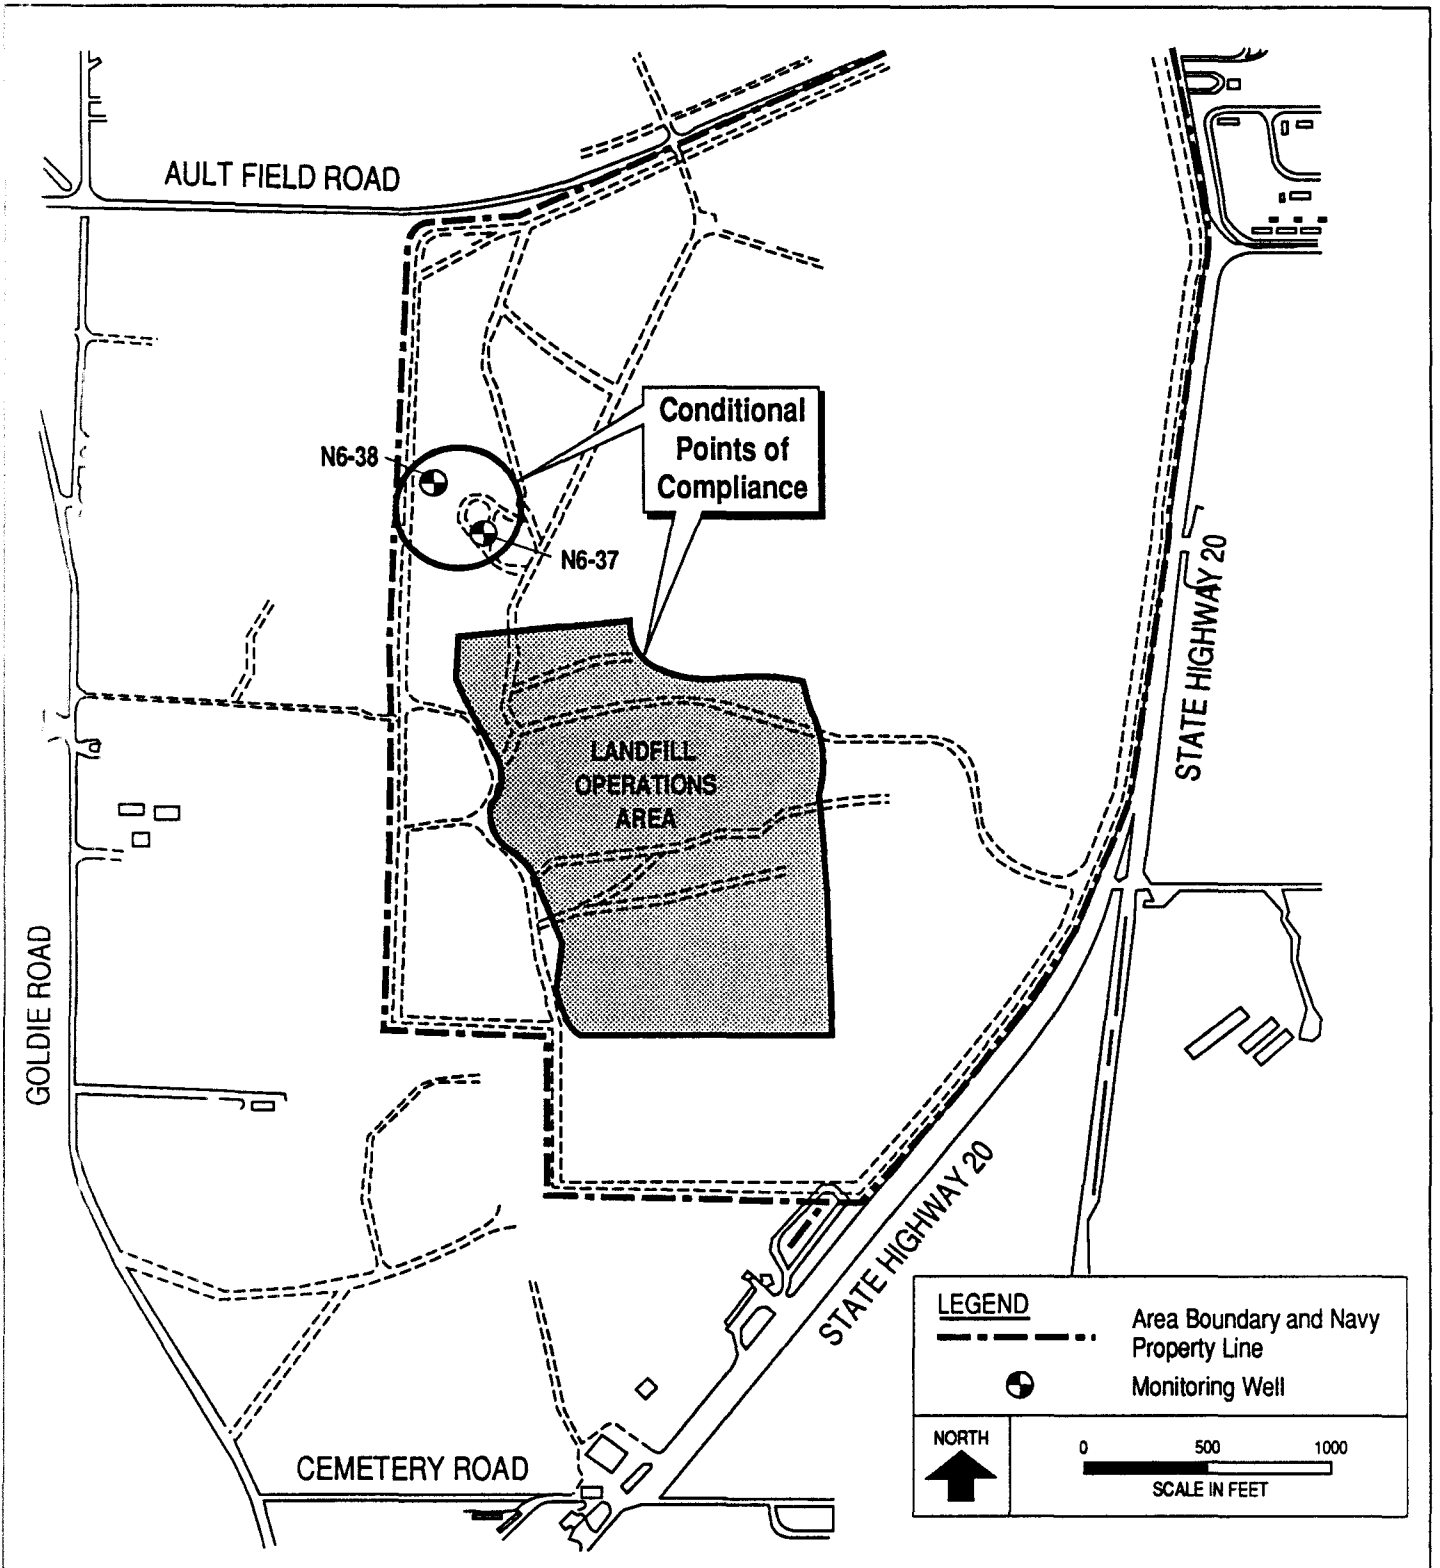 AULT FIELD ROAD
Conditional
Points of
Compliance
N6-38
N6-37
STATE HIGHWAY 20
LANDFILL
OPERATIONS
AREA
GOLDIE ROAD
STATE HIGHWAY 20
CEMETERY ROAD
LEGEND
Area Boundary and Navy
Property Line
Monitoring Well
NORTH
0 500 1000
SCALE IN FEET